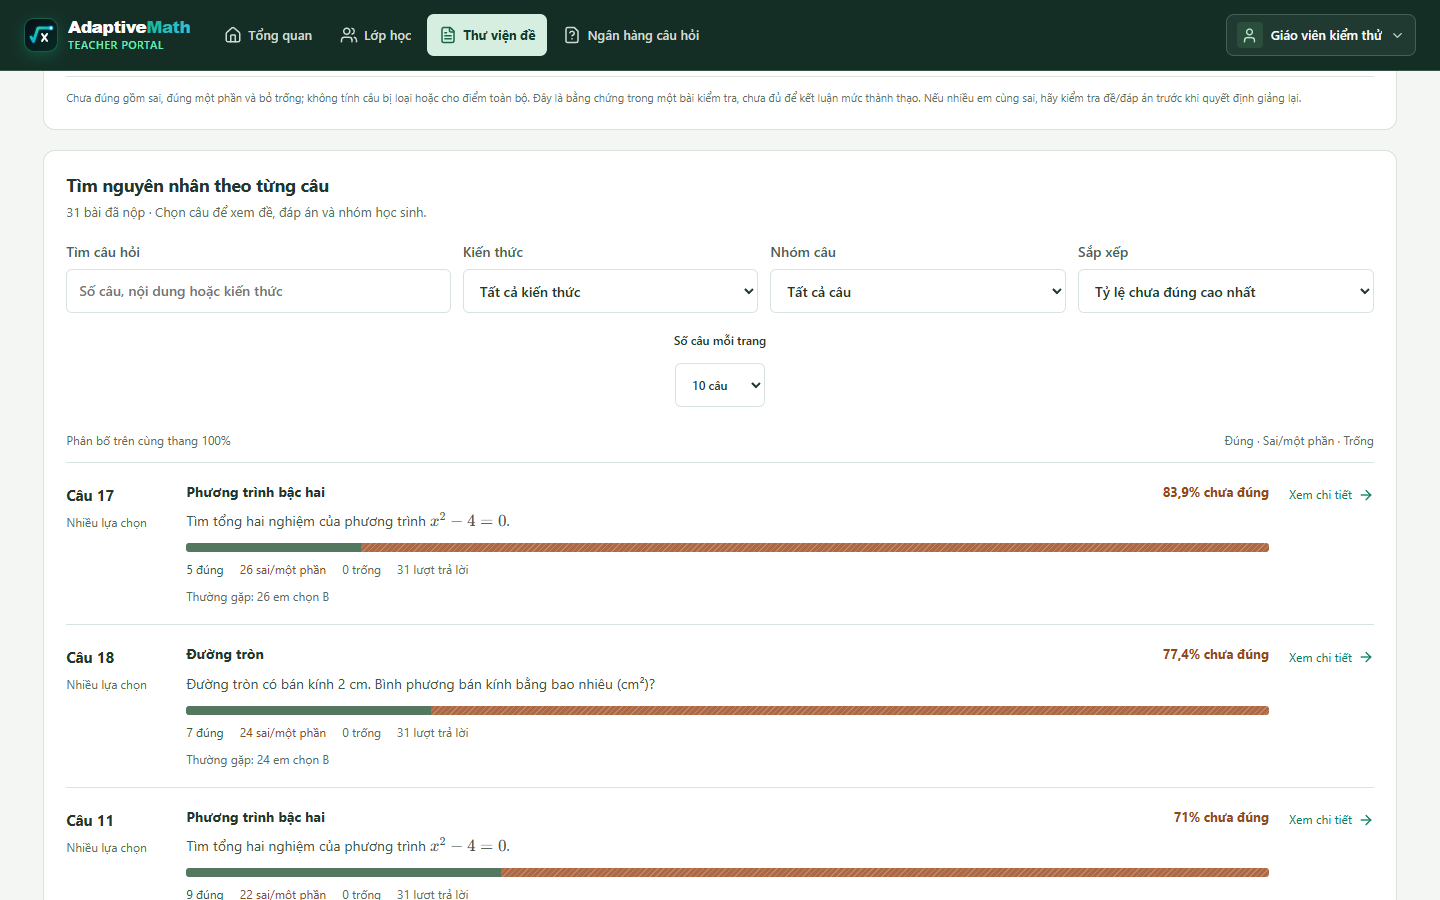 AdaptiveMath
TEACHER PORTAL
Tổng quan
Lớp học
Thư viện đề
Ngân hàng câu hỏi
Giáo viên kiểm thử
Chưa đúng gồm sai, đúng một phần và bỏ trống; không tính câu bị loại hoặc cho điểm toàn bộ. Đây là bằng chứng trong một bài kiểm tra, chưa đủ để kết luận mức thành thạo. Nếu nhiều em cùng sai, hãy kiểm tra đề/đáp án trước khi quyết định giảng lại.
Tìm nguyên nhân theo từng câu
31 bài đã nộp · Chọn câu để xem đề, đáp án và nhóm học sinh.
Tìm câu hỏi
Kiến thức
Nhóm câu
Sắp xếp
Số câu, nội dung hoặc kiến thức
Tất cả kiến thức
Tất cả câu
Tỷ lệ chưa đúng cao nhất
Số câu mỗi trang
10 câu
Phân bố trên cùng thang 100%
Đúng · Sai/một phần · Trống
Câu 17
Nhiều lựa chọn
Phương trình bậc hai
83,9% chưa đúng
Xem chi tiết →
Tìm tổng hai nghiệm của phương trình x² − 4 = 0.
5 đúng 26 sai/một phần 0 trống 31 lượt trả lời
Thường gặp: 26 em chọn B
Câu 18
Nhiều lựa chọn
Đường tròn
77,4% chưa đúng
Xem chi tiết →
Đường tròn có bán kính 2 cm. Bình phương bán kính bằng bao nhiêu (cm²)?
7 đúng 24 sai/một phần 0 trống 31 lượt trả lời
Thường gặp: 24 em chọn B
Câu 11
Nhiều lựa chọn
Phương trình bậc hai
71% chưa đúng
Xem chi tiết →
Tìm tổng hai nghiệm của phương trình x² − 4 = 0.
9 đúng 22 sai/một phần 0 trống 31 lượt trả lời